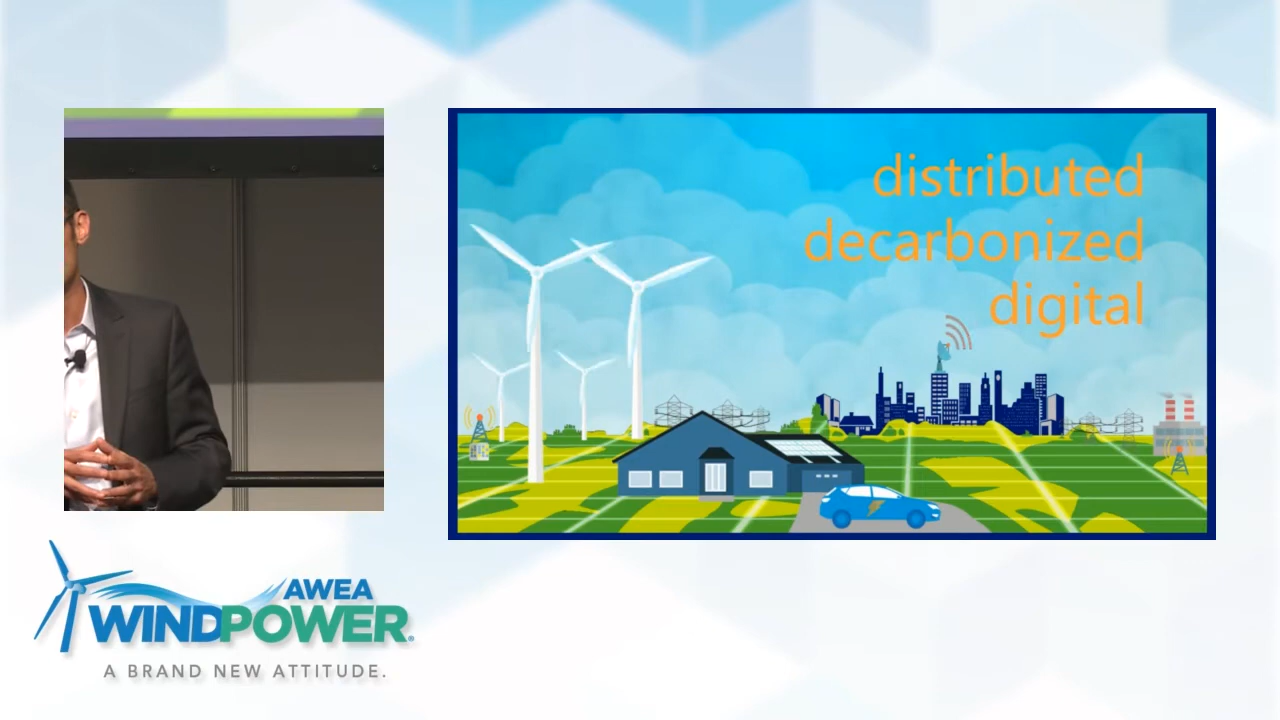 distributed
decarbonized
digital
AWEA
WINDPOWER®
A BRAND NEW ATTITUDE.